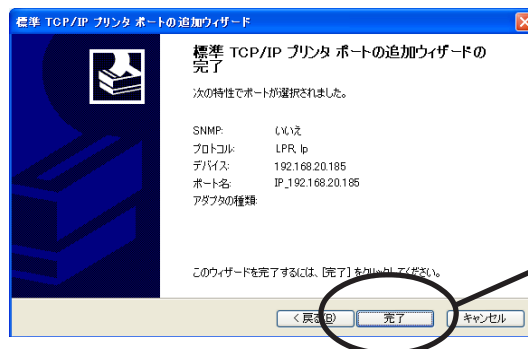 標準 TCP/IP プリンタ ポートの追加ウィザード
標準 TCP/IP プリンタ ポートの追加ウィザードの
完了
次の特性でポートが選択されました。
SNMP: いいえ
プロトコル: LPR, lp
デバイス: 192.168.20.185
ポート名: IP_192.168.20.185
アダプタの種類:
このウィザードを完了するには、[完了] をクリックしてください。
< 戻る(B) 完了 キャンセル